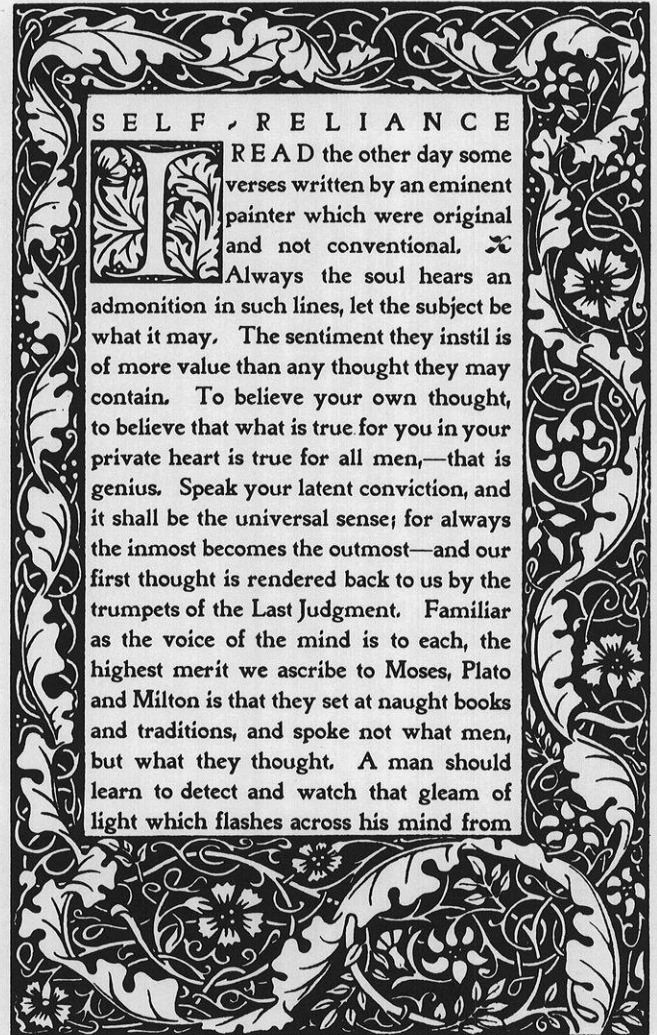 SELF-RELIANCE
I READ the other day some
verses written by an eminent
painter which were original
and not conventional.
Always the soul hears an
admonition in such lines, let the subject be
what it may. The sentiment they instil is
of more value than any thought they may
contain. To believe your own thought,
to believe that what is true for you in your
private heart is true for all men,—that is
genius. Speak your latent conviction, and
it shall be the universal sense; for always
the inmost becomes the outmost—and our
first thought is rendered back to us by the
trumpets of the Last Judgment. Familiar
as the voice of the mind is to each, the
highest merit we ascribe to Moses, Plato
and Milton is that they set at naught books
and traditions, and spoke not what men,
but what they thought. A man should
learn to detect and watch that gleam of
light which flashes across his mind from